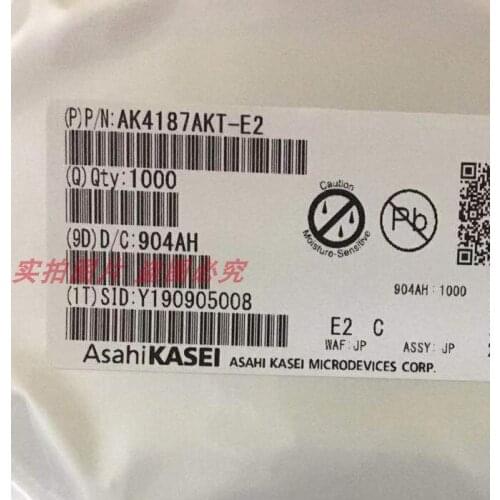 (P)P/N:AK4187AKT-E2
(Q)Qty:1000
Caution
Moisture-Sensitive
Pb
(9D)D/C:904AH
实拍图片 盗图必究
904AH:1000
(1T)SID:Y190905008
E2 C
WAF:JP ASSY:JP
AsahiKASEI ASAHI KASEI MICRODEVICES CORP.